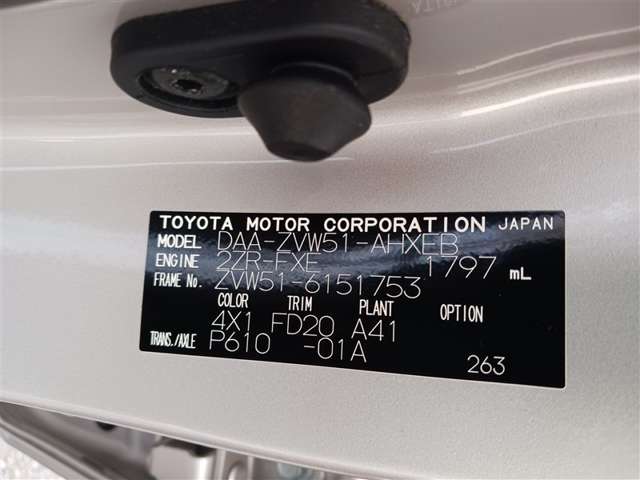 TOYOTA MOTOR CORPORATION JAPAN
MODEL DAA-ZVW51-AHXEB
ENGINE 2ZR-FXE 1797 mL
FRAME No. ZVW51-6151753
COLOR TRIM PLANT OPTION
4X1 FD20 A41
TRANS./AXLE P610 -01A
263